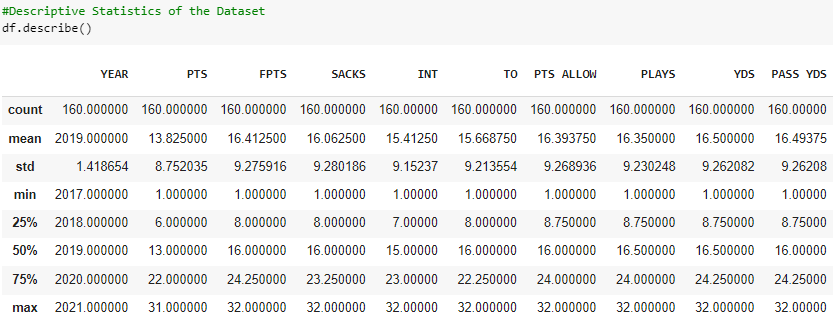 #Descriptive Statistics of the Dataset
df.describe()
YEAR PTS FPTS SACKS INT TO PTS ALLOW PLAYS YDS PASS YDS
count 160.000000 160.000000 160.000000 160.000000 160.00000 160.000000 160.000000 160.000000 160.000000 160.00000
mean 2019.000000 13.825000 16.412500 16.062500 15.41250 15.668750 16.393750 16.350000 16.500000 16.49375
std 1.418654 8.752035 9.275916 9.280186 9.15237 9.213554 9.268936 9.230248 9.262082 9.26208
min 2017.000000 1.000000 1.000000 1.000000 1.00000 1.000000 1.000000 1.000000 1.000000 1.00000
25% 2018.000000 6.000000 8.000000 8.000000 7.00000 8.000000 8.750000 8.750000 8.750000 8.75000
50% 2019.000000 13.000000 16.000000 16.000000 15.00000 16.000000 16.000000 16.500000 16.500000 16.00000
75% 2020.000000 22.000000 24.250000 23.250000 23.00000 22.250000 24.000000 24.000000 24.250000 24.25000
max 2021.000000 31.000000 32.000000 32.000000 32.00000 32.000000 32.000000 32.000000 32.000000 32.00000